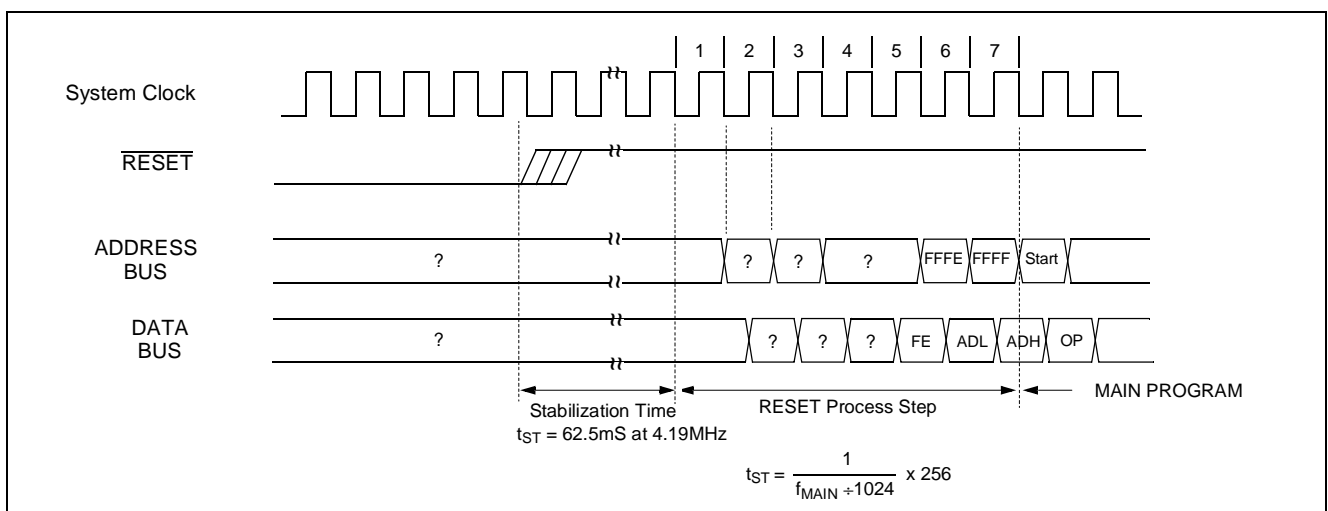 1 2 3 4 5 6 7
System Clock
RESET
ADDRESS
BUS
? ? ? ? FFFE FFFF Start
DATA
BUS
? ? ? ? FE ADL ADH OP
MAIN PROGRAM
Stabilization Time
RESET Process Step
tST = 62.5mS at 4.19MHz
tST = 1 x 256
fMAIN ÷1024